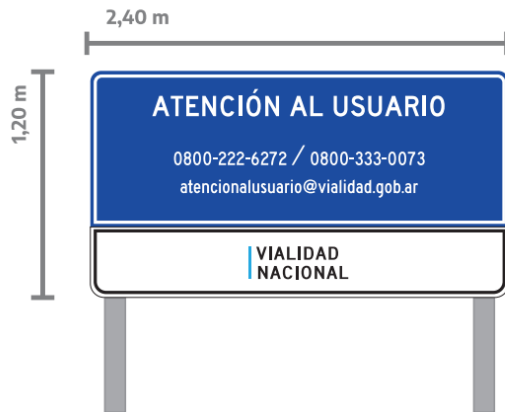 2,40 m
1,20 m
ATENCIÓN AL USUARIO
0800-222-6272 / 0800-333-0073
atencionalusuario@vialidad.gob.ar
VIALIDAD
NACIONAL